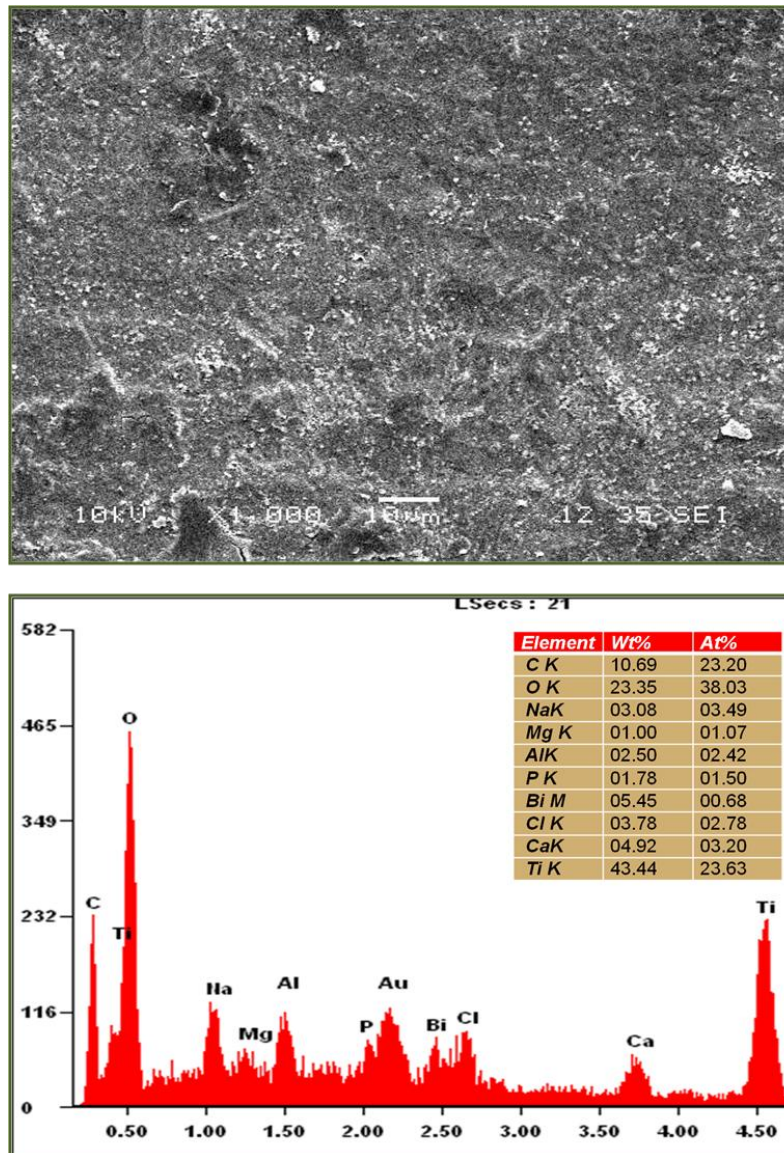 10kV X1,000 10µm 12 35 SEI
LSecs : 21
582
465
349
232
116
0
Element Wt% At%
C K 10.69 23.20
O K 23.35 38.03
NaK 03.08 03.49
Mg K 01.00 01.07
AlK 02.50 02.42
P K 01.78 01.50
Bi M 05.45 00.68
Cl K 03.78 02.78
CaK 04.92 03.20
Ti K 43.44 23.63
C
Ti
O
Na
Mg
Al
P
Au
Bi
Cl
Ca
Ti
0.50 1.00 1.50 2.00 2.50 3.00 3.50 4.00 4.50